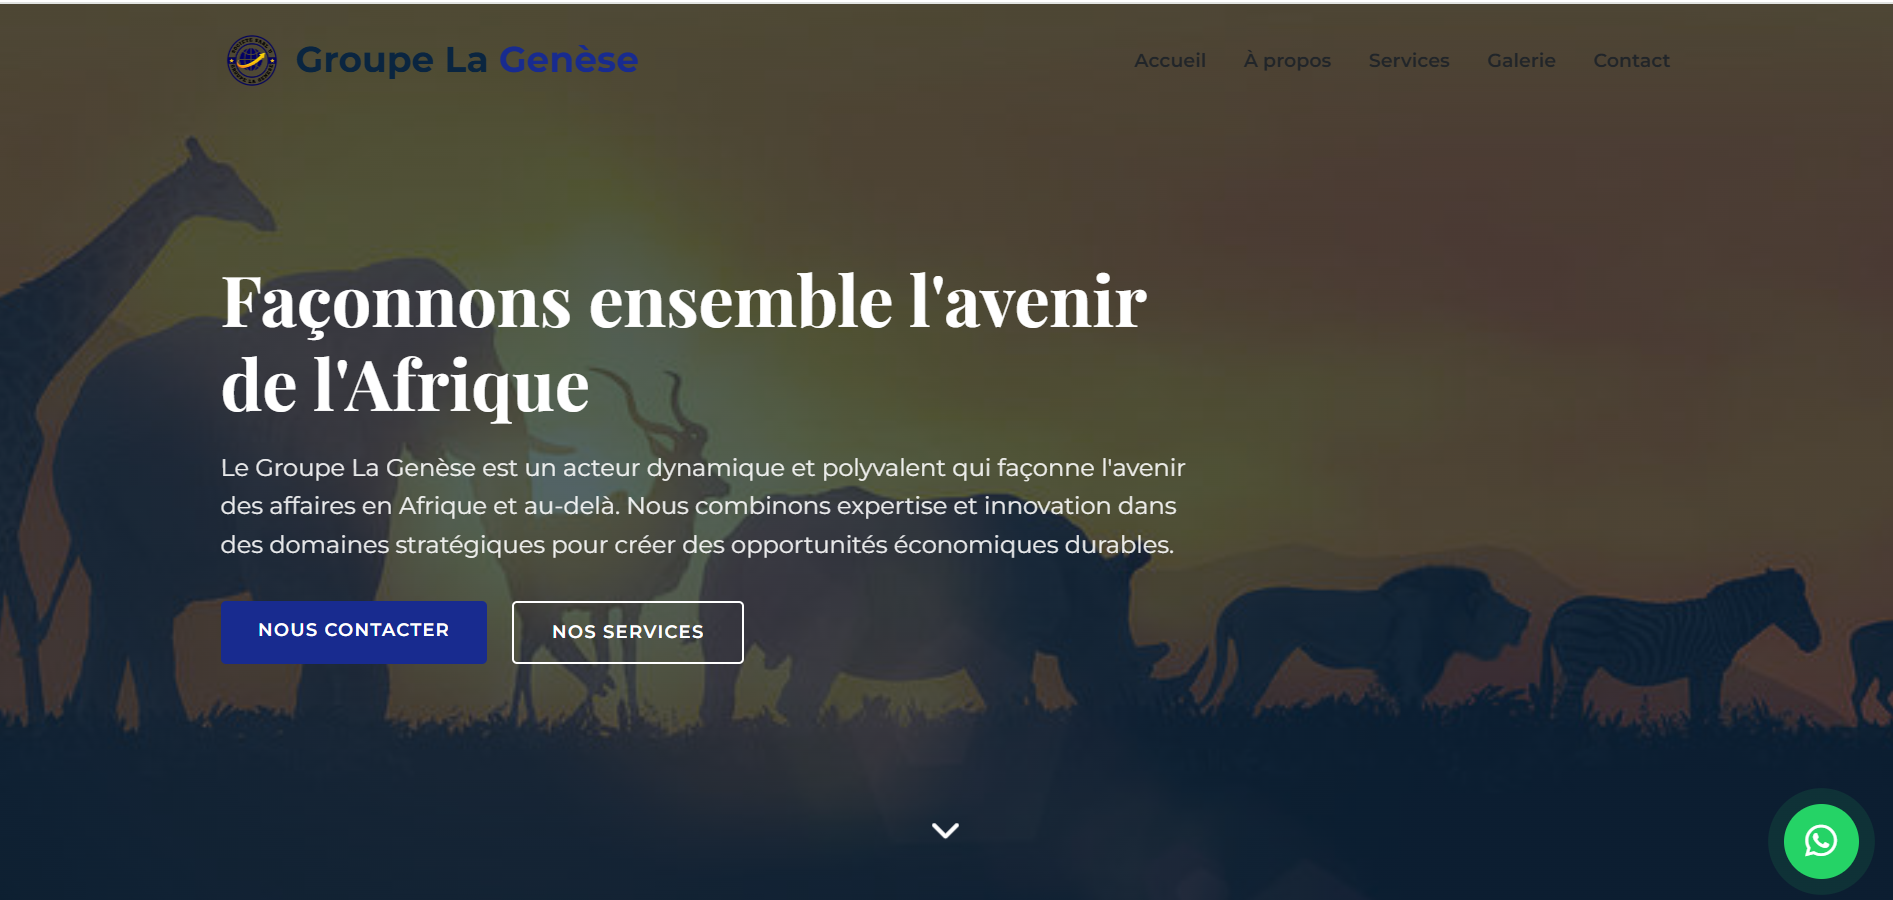 Groupe La Genèse
Accueil À propos Services Galerie Contact
Façonnons ensemble l'avenir
de l'Afrique
Le Groupe La Genèse est un acteur dynamique et polyvalent qui façonne l'avenir
des affaires en Afrique et au-delà. Nous combinons expertise et innovation dans
des domaines stratégiques pour créer des opportunités économiques durables.
NOUS CONTACTER
NOS SERVICES